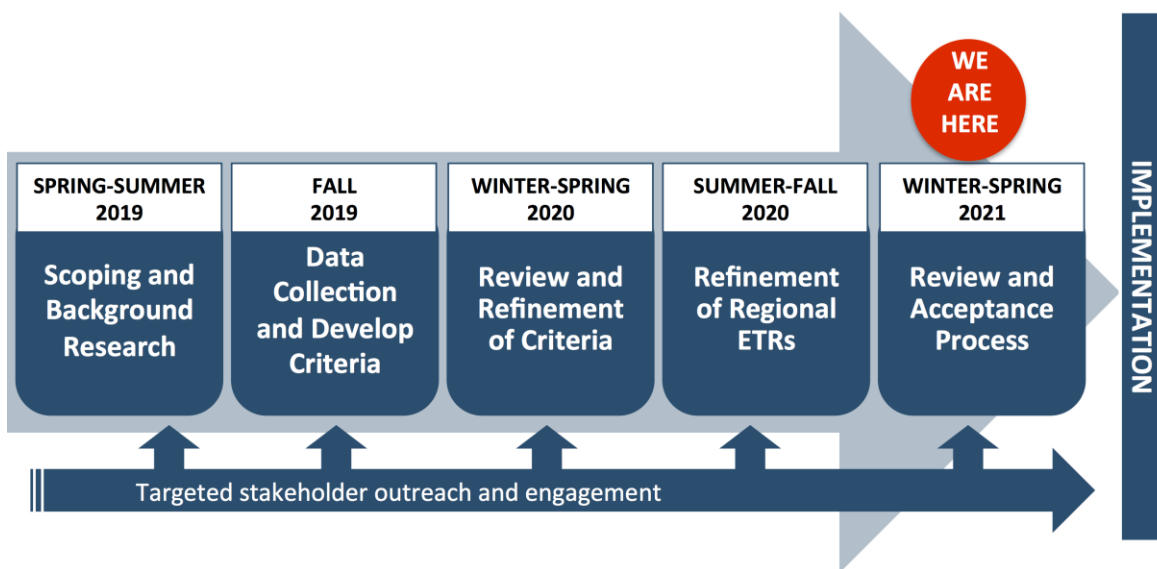 WE
ARE
HERE
SPRING-SUMMER
2019
Scoping and
Background
Research
FALL
2019
Data
Collection
and Develop
Criteria
WINTER-SPRING
2020
Review and
Refinement
of Criteria
SUMMER-FALL
2020
Refinement
of Regional
ETRs
WINTER-SPRING
2021
Review and
Acceptance
Process
IMPLEMENTATION
Targeted stakeholder outreach and engagement